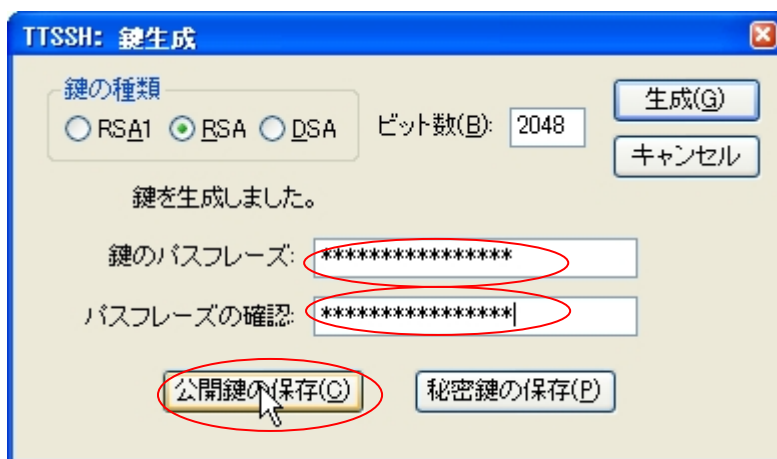 TTSSH: 鍵生成
鍵の種類
RSA1 RSA DSA
ビット数(B): 2048
生成(G)
キャンセル
鍵を生成しました。
鍵のパスフレーズ: ****************
パスフレーズの確認: ****************
公開鍵の保存(C) 秘密鍵の保存(P)